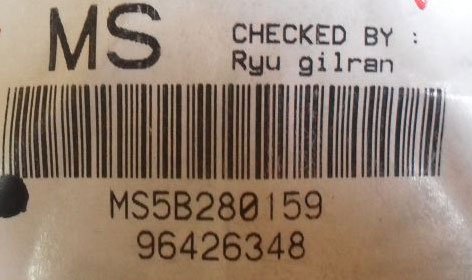 MS
CHECKED BY :
Ryu gilran
MS5B280159
96426348